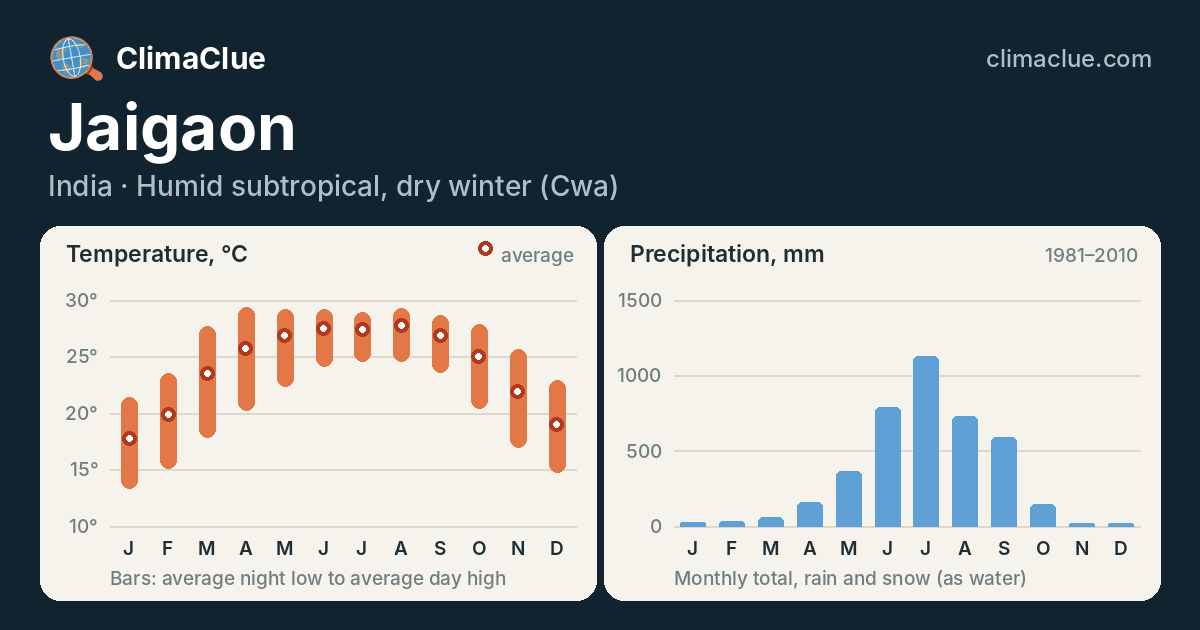 ClimaClue
climaclue.com
Jaigaon
India · Humid subtropical, dry winter (Cwa)
Temperature, °C
average
30°
25°
20°
15°
10°
J F M A M J J A S O N D
Bars: average night low to average day high
Precipitation, mm
1981–2010
1500
1000
500
0
J F M A M J J A S O N D
Monthly total, rain and snow (as water)